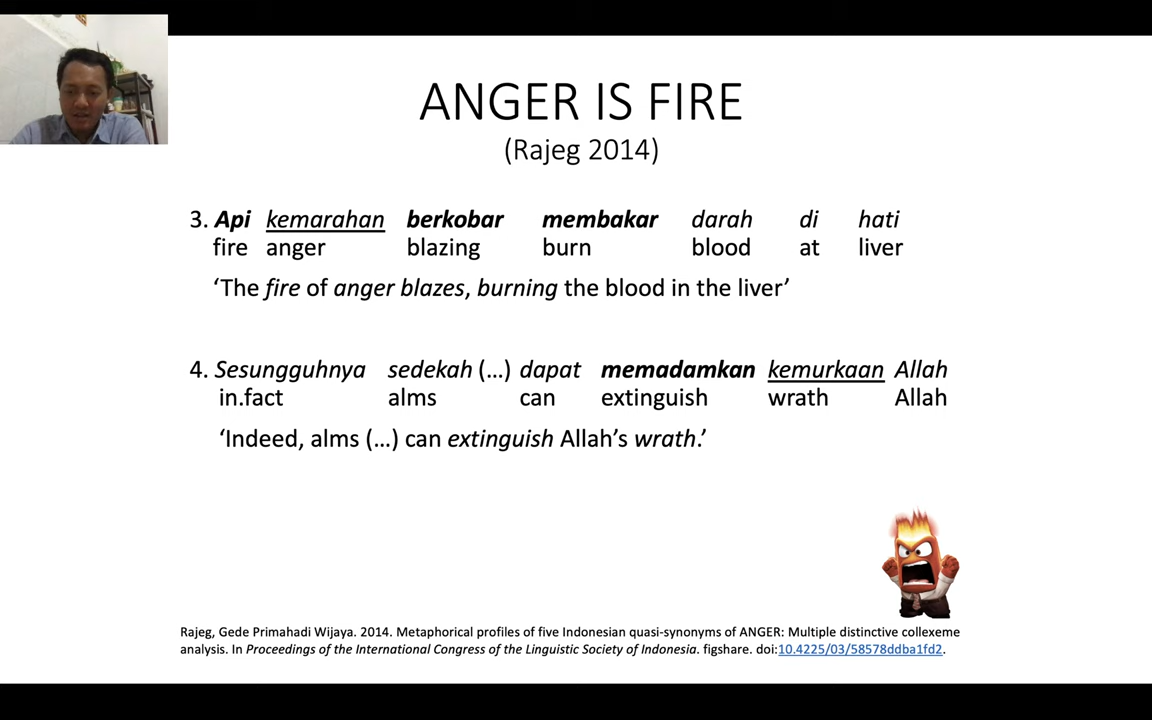 ANGER IS FIRE
(Rajeg 2014)
3. Api kemarahan berkobar membakar darah di hati
fire anger blazing burn blood at liver
‘The fire of anger blazes, burning the blood in the liver’
4. Sesungguhnya sedekah (...) dapat memadamkan kemurkaan Allah
in.fact alms can extinguish wrath Allah
‘Indeed, alms (...) can extinguish Allah’s wrath.’
Rajeg, Gede Primahadi Wijaya. 2014. Metaphorical profiles of five Indonesian quasi-synonyms of ANGER: Multiple distinctive collexeme
analysis. In Proceedings of the International Congress of the Linguistic Society of Indonesia. figshare. doi:10.4225/03/58578ddba1fd2.